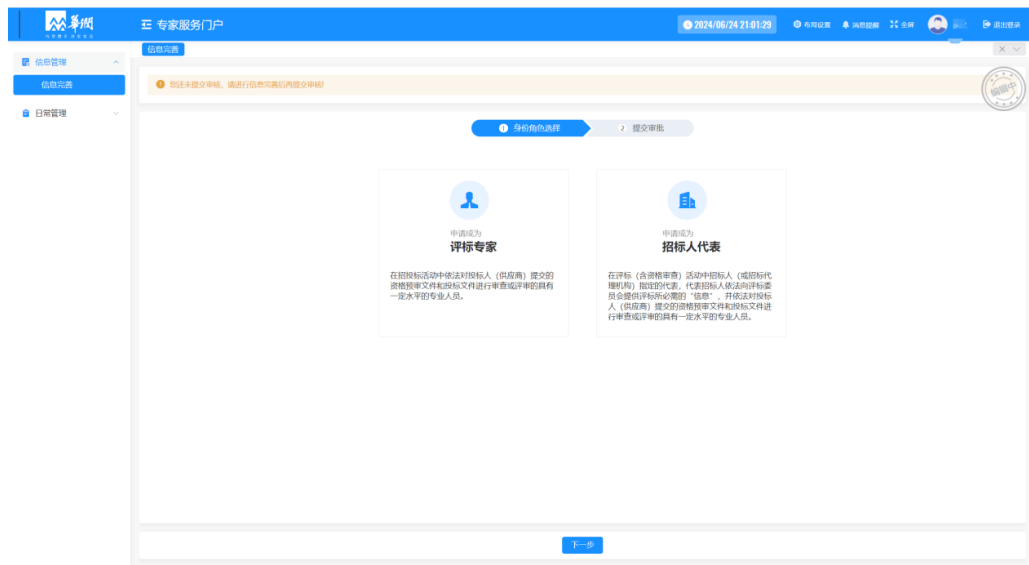 華潤
专家服务门户
2024/06/24 21:01:29
布局设置
消息提醒
全屏
退出登录
信息管理
信息完善
日常管理
信息完善
您还未提交审核，请进行信息完善后再提交审核!
编辑中
1 身份角色选择
2 提交审批
申请成为
评标专家
在招投标活动中依法对投标人（供应商）提交的
资格预审文件和投标文件进行审查或评审的具有
一定水平的专业人员。
申请成为
招标人代表
在评标（含资格审查）活动中招标人（或招标代
理机构）指定的代表，代表招标人依法向评标委
员会提供评标所必需的“信息”，并依法对投标
人（供应商）提交的资格预审文件和投标文件进
行审查或评审的具有一定水平的专业人员。
下一步